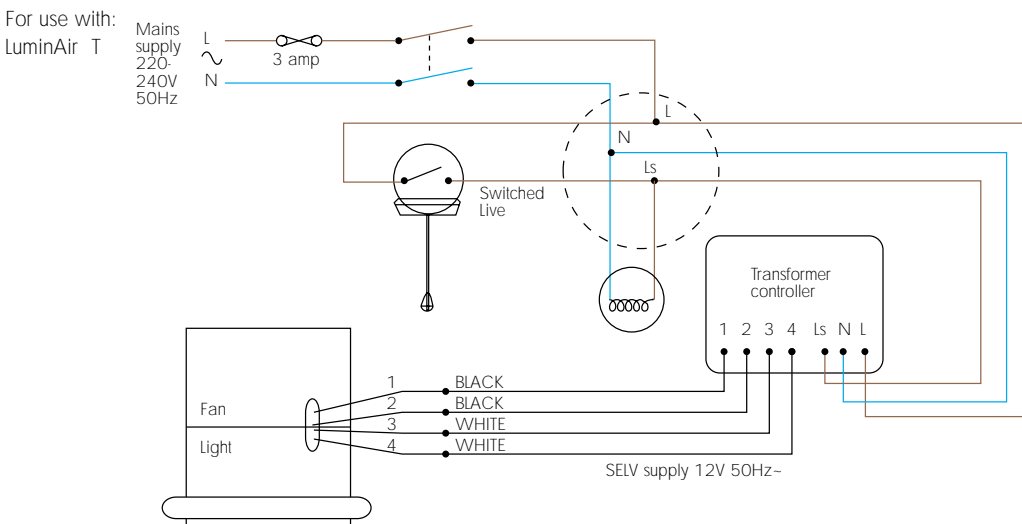 For use with:
LuminAir T
Mains
supply
220-
240V
50Hz
L
N
3 amp
L
N
Ls
Switched
Live
Transformer
controller
1 2 3 4 Ls N L
1 BLACK
2 BLACK
3 WHITE
4 WHITE
Fan
Light
SELV supply 12V 50Hz~